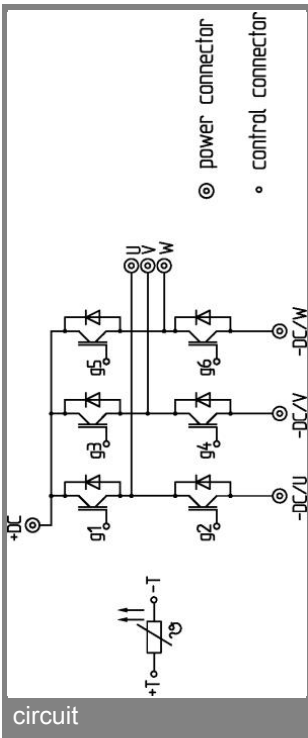 power connector
control connector
U
V
W
g5
g6
-DC/W
g3
g4
-DC/V
+DC
g1
g2
-DC/U
-T
ϑ
+T
circuit